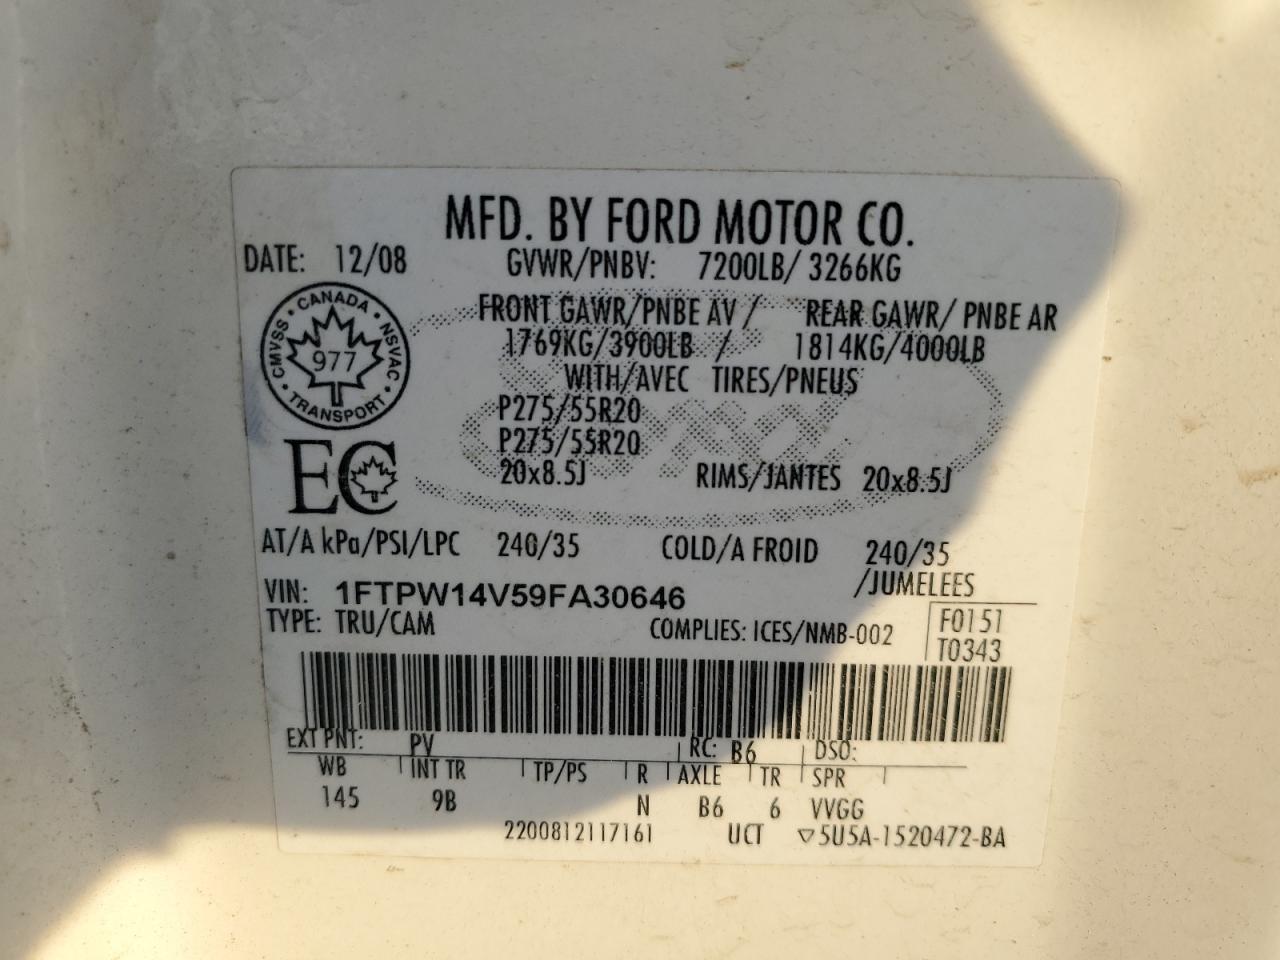 MFD. BY FORD MOTOR CO.
DATE: 12/08 GVWR/PNBV: 7200LB/ 3266KG
FRONT GAWR/PNBE AV / REAR GAWR/ PNBE AR
1769KG/3900LB / 1814KG/4000LB
WITH/AVEC TIRES/PNEUS
P275/55R20
P275/55R20
20x8.5J RIMS/JANTES 20x8.5J
CANADA
CMVSS NSVAC
977
TRANSPORT
EC
AT/A kPa/PSI/LPC 240/35 COLD/A FROID 240/35
/JUMELEES
VIN: 1FTPW14V59FA30646
TYPE: TRU/CAM COMPLIES: ICES/NMB-002
F0151
T0343
EXT PNT: PV RC: B6 DSO:
WB INT TR TP/PS R AXLE TR SPR
145 9B N B6 6 VVGG
2200812117161 UCT ▽5U5A-1520472-BA